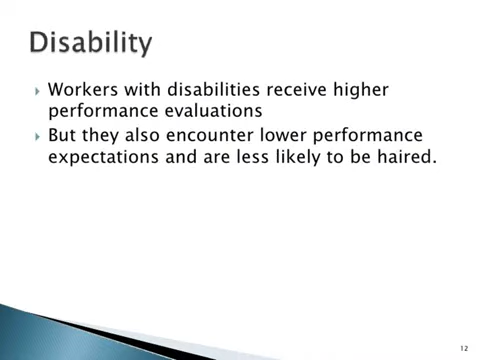 Disability
Workers with disabilities receive higher
performance evaluations
But they also encounter lower performance
expectations and are less likely to be haired.
12